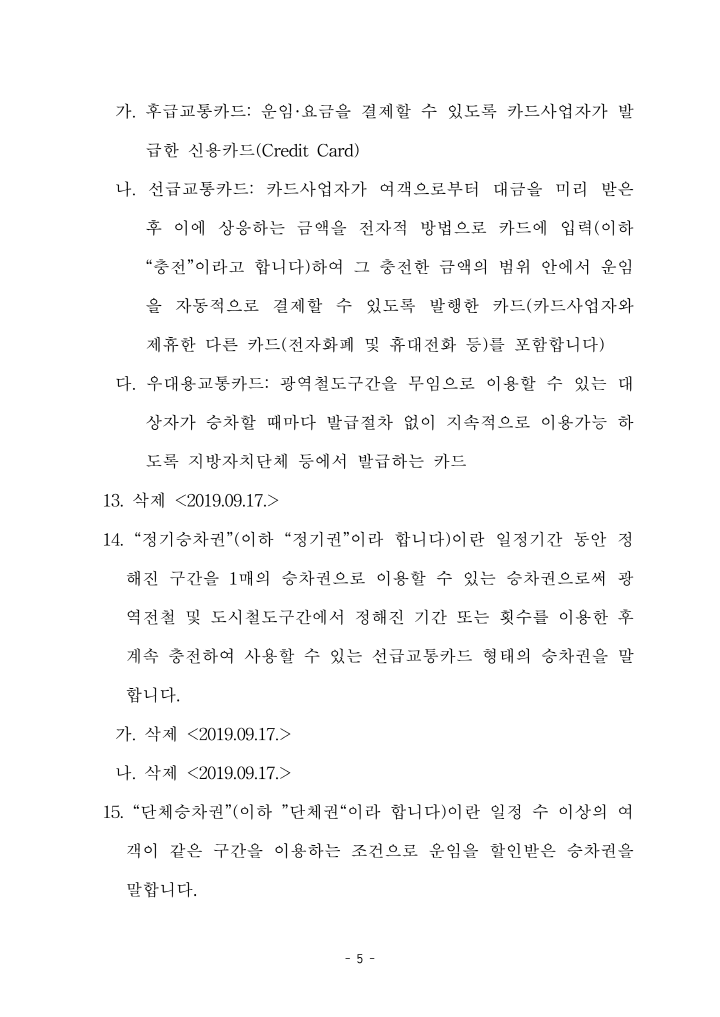 가. 후급교통카드: 운임·요금을 결제할 수 있도록 카드사업자가 발
급한 신용카드(Credit Card)
나. 선급교통카드: 카드사업자가 여객으로부터 대금을 미리 받은
후 이에 상응하는 금액을 전자적 방법으로 카드에 입력(이하
“충전”이라고 합니다)하여 그 충전한 금액의 범위 안에서 운임
을 자동적으로 결제할 수 있도록 발행한 카드(카드사업자와
제휴한 다른 카드(전자화폐 및 휴대전화 등)를 포함합니다)
다. 우대용교통카드: 광역철도구간을 무임으로 이용할 수 있는 대
상자가 승차할 때마다 발급절차 없이 지속적으로 이용가능 하
도록 지방자치단체 등에서 발급하는 카드
13. 삭제 <2019.09.17.>
14. “정기승차권”(이하 “정기권”이라 합니다)이란 일정기간 동안 정
해진 구간을 1매의 승차권으로 이용할 수 있는 승차권으로써 광
역전철 및 도시철도구간에서 정해진 기간 또는 횟수를 이용한 후
계속 충전하여 사용할 수 있는 선급교통카드 형태의 승차권을 말
합니다.
가. 삭제 <2019.09.17.>
나. 삭제 <2019.09.17.>
15. “단체승차권”(이하 ”단체권“이라 합니다)이란 일정 수 이상의 여
객이 같은 구간을 이용하는 조건으로 운임을 할인받은 승차권을
말합니다.
- 5 -